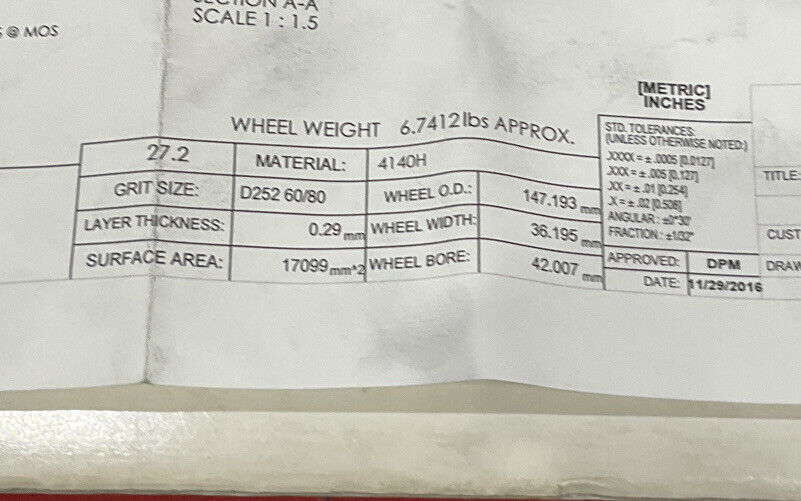 SECTION A-A
SCALE 1 : 1.5
@ MOS
[METRIC]
INCHES
WHEEL WEIGHT 6.7412lbs APPROX.
27.2 MATERIAL: 4140H
GRIT SIZE: D252 60/80 WHEEL O.D.: 147.193 mm
LAYER THICKNESS: 0.29 mm WHEEL WIDTH: 36.195 mm
SURFACE AREA: 17099 mm^2 WHEEL BORE: 42.007 mm
STD. TOLERANCES:
(UNLESS OTHERWISE NOTED:)
.XXXX = ± .0005 [0.0127]
.XXX = ± .005 [0.127]
.XX = ± .01 [0.254]
.X = ± .02 [0.508]
ANGULAR : ±0°30'
FRACTION : ±1/32"
APPROVED: DPM
DATE: 11/29/2016
TITLE:
CUST
DRAW